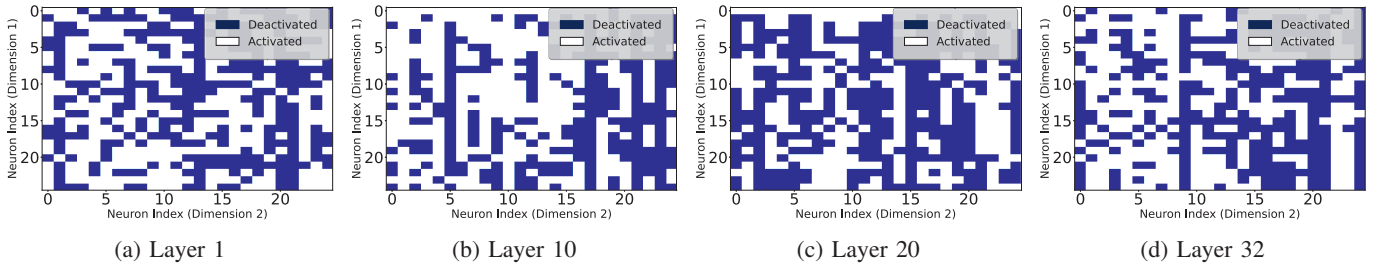 Neuron Index (Dimension 1)
0
5
10
15
20
Deactivated
Activated
0 5 10 15 20
Neuron Index (Dimension 2)
(a) Layer 1
Neuron Index (Dimension 1)
0
5
10
15
20
Deactivated
Activated
0 5 10 15 20
Neuron Index (Dimension 2)
(b) Layer 10
Neuron Index (Dimension 1)
0
5
10
15
20
Deactivated
Activated
0 5 10 15 20
Neuron Index (Dimension 2)
(c) Layer 20
Neuron Index (Dimension 1)
0
5
10
15
20
Deactivated
Activated
0 5 10 15 20
Neuron Index (Dimension 2)
(d) Layer 32